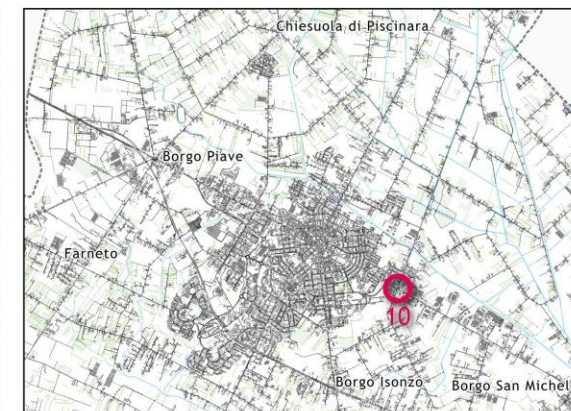 Chiesuola di Piscinara
Borgo Piave
Farneto
10
Borgo Isonzo
Borgo San Michel